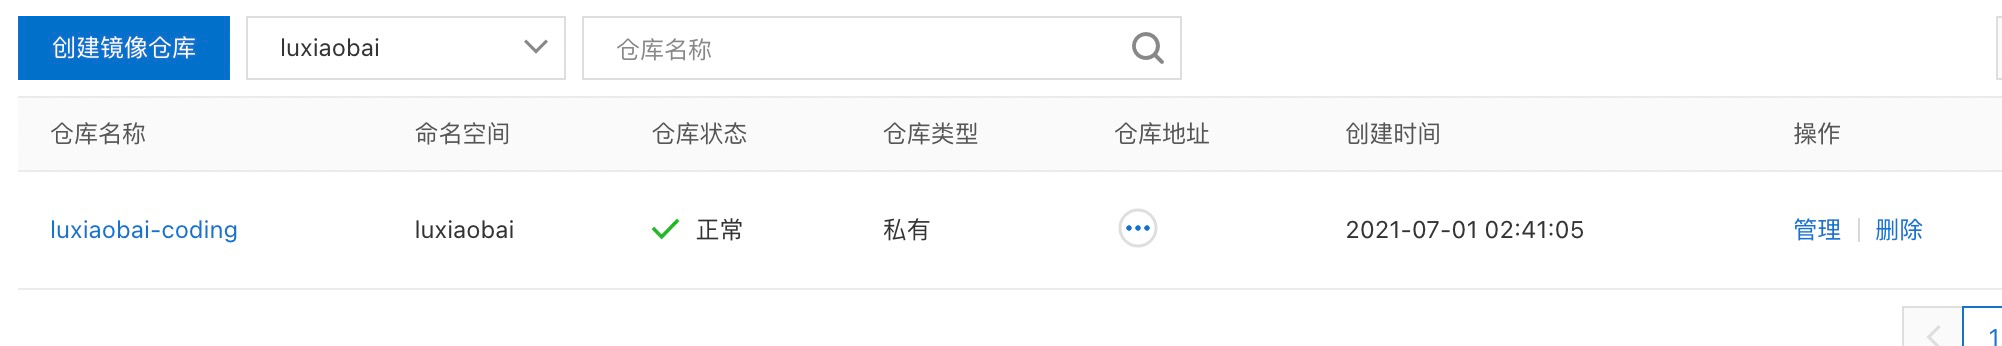 创建镜像仓库 luxiaobai 仓库名称
仓库名称 命名空间 仓库状态 仓库类型 仓库地址 创建时间 操作
luxiaobai-coding luxiaobai 正常 私有 2021-07-01 02:41:05 管理 删除
1